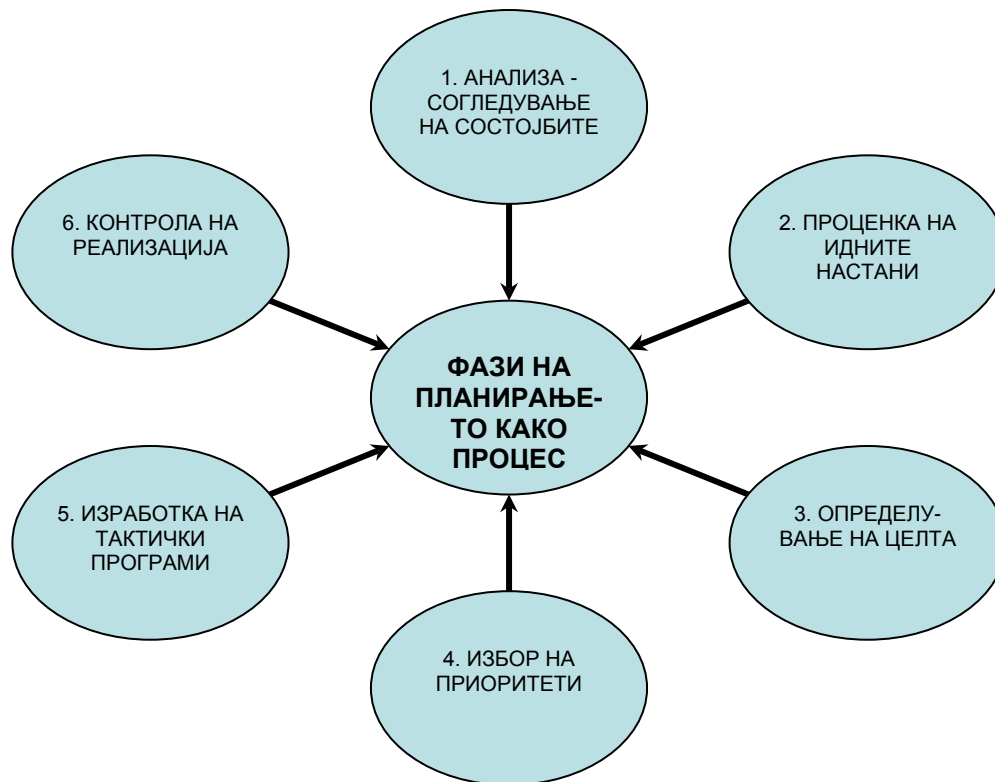 1. АНАЛИЗА -
СОГЛЕДУВАЊЕ
НА СОСТОЈБИТЕ
2. ПРОЦЕНКА НА
ИДНИТЕ
НАСТАНИ
3. ОПРЕДЕЛУ-
ВАЊЕ НА ЦЕЛТА
4. ИЗБОР НА
ПРИОРИТЕТИ
5. ИЗРАБОТКА НА
ТАКТИЧКИ
ПРОГРАМИ
6. КОНТРОЛА НА
РЕАЛИЗАЦИЈА
ФАЗИ НА
ПЛАНИРАЊЕ-
ТО КАКО
ПРОЦЕС